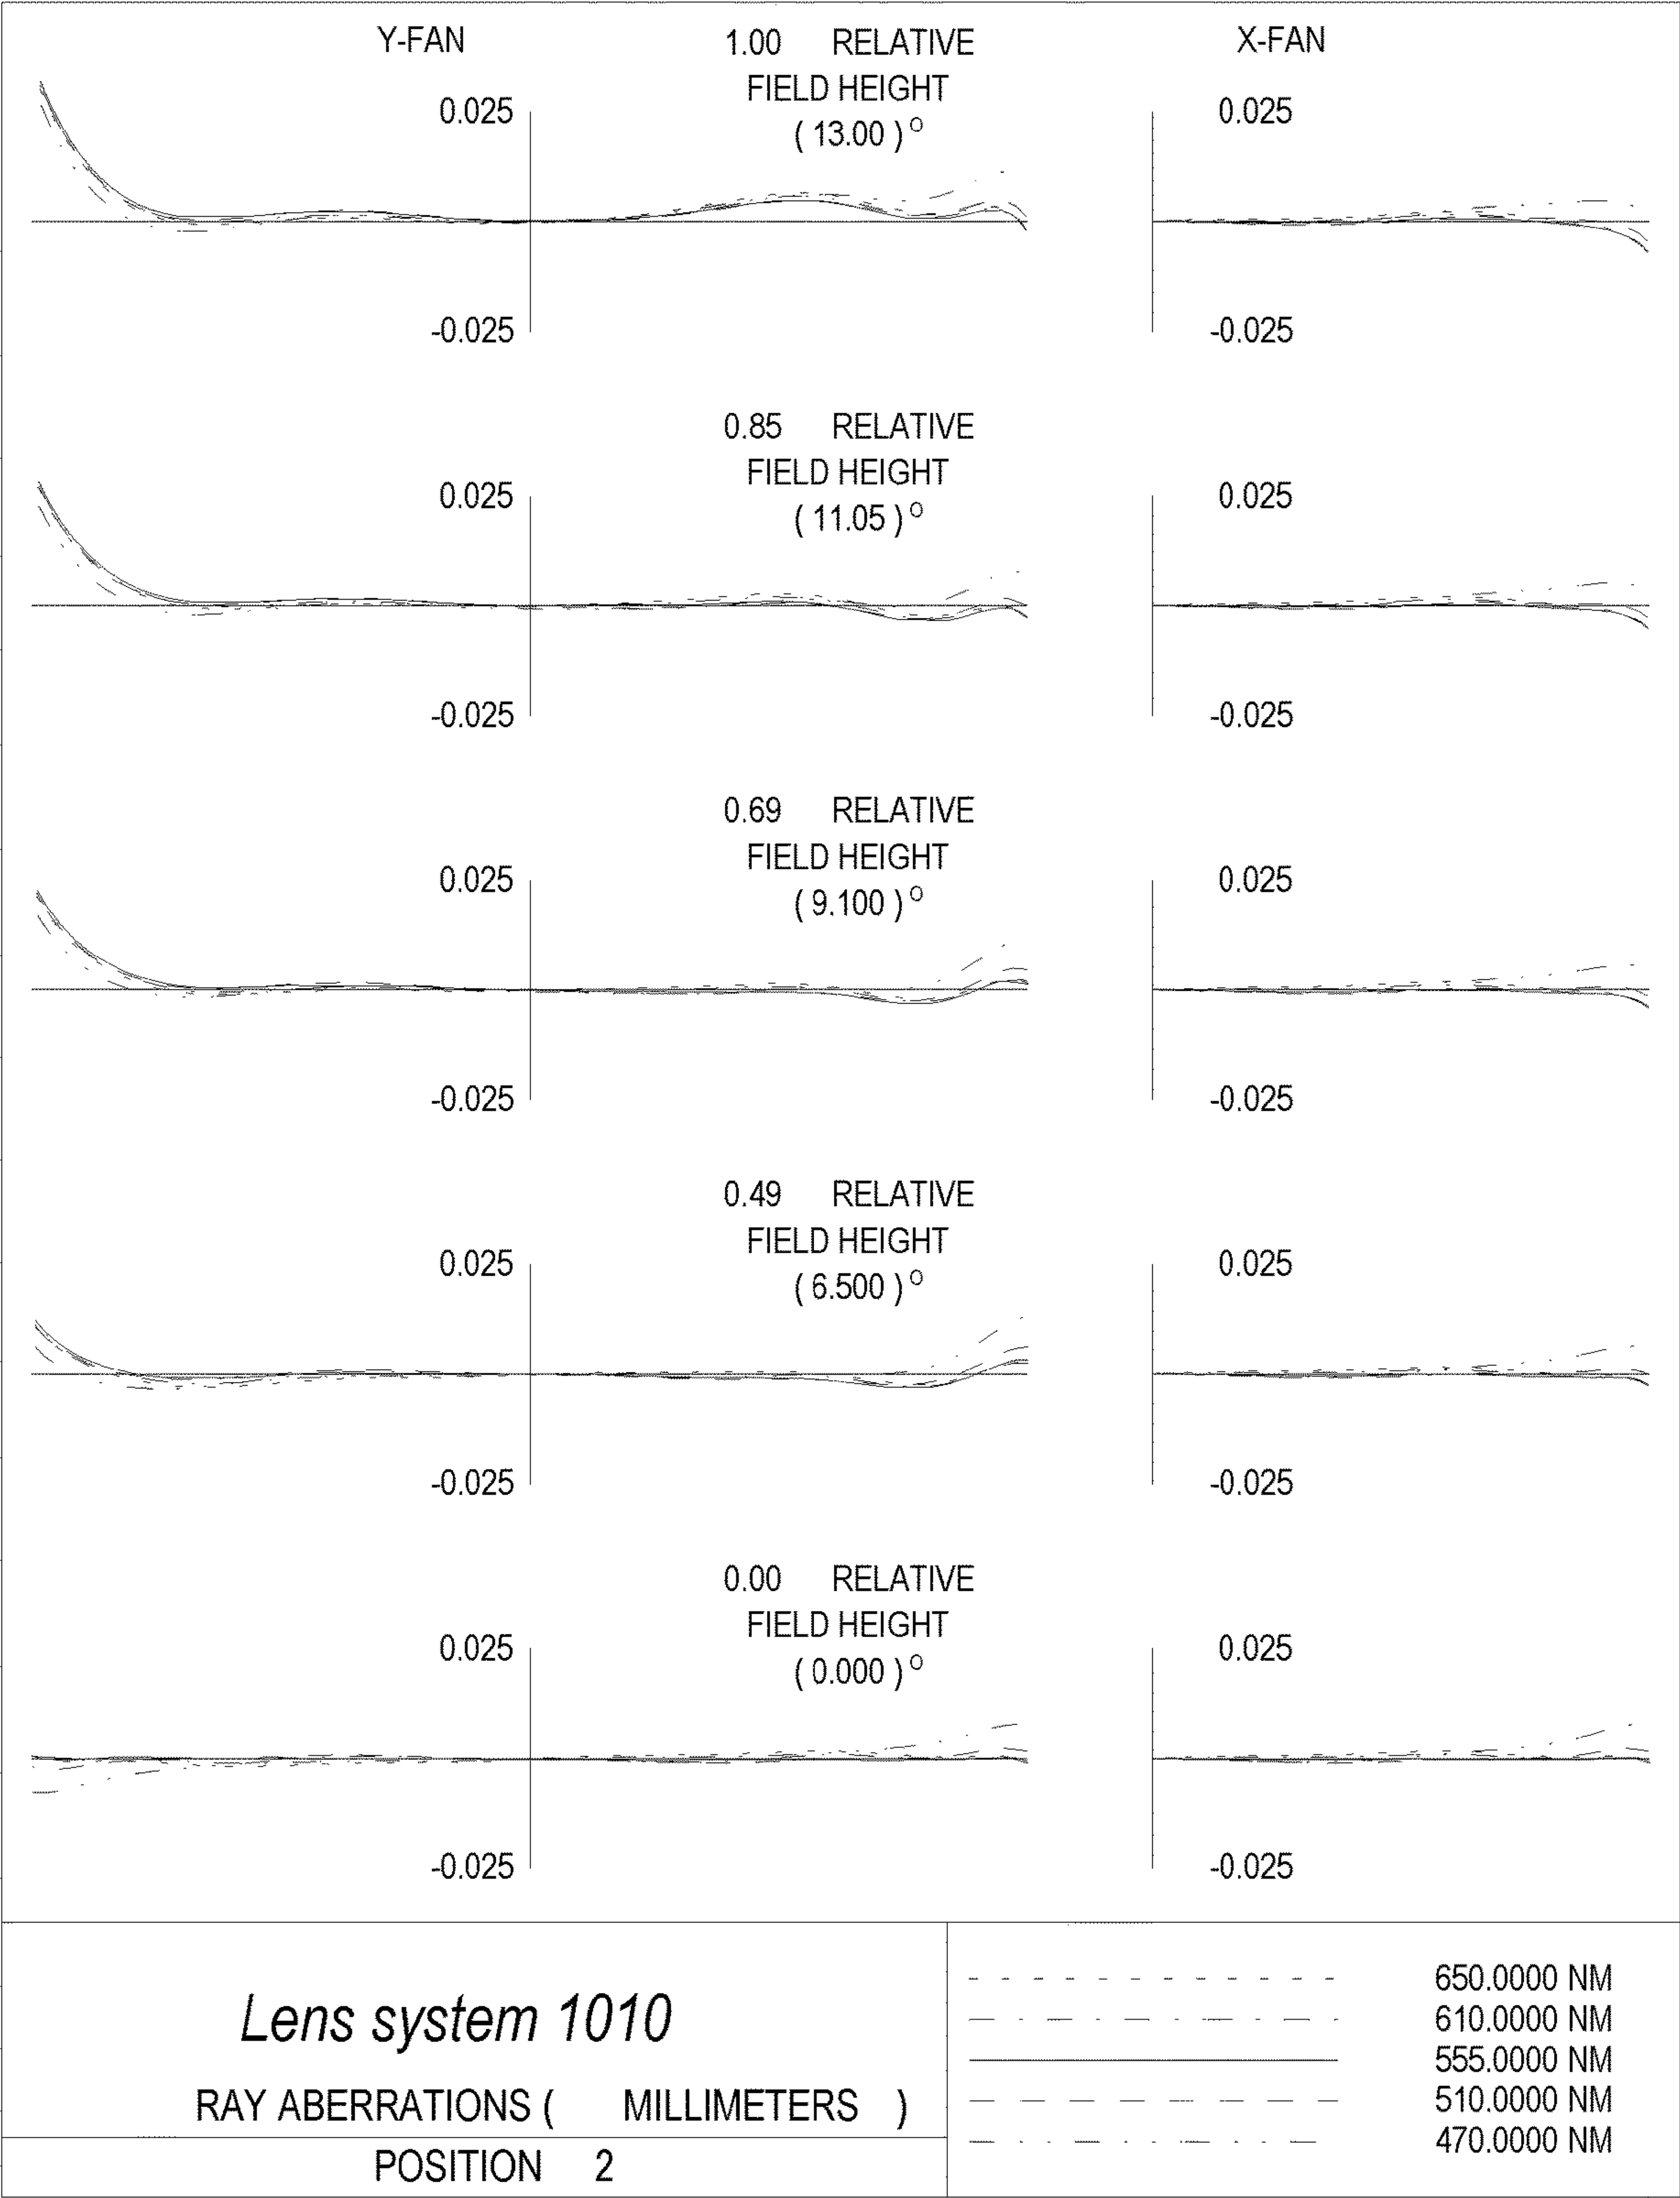 Y-FAN 1.00 RELATIVE X-FAN
FIELD HEIGHT
0.025 ( 13.00 )° 0.025
-0.025 -0.025
0.85 RELATIVE
FIELD HEIGHT
0.025 ( 11.05 )° 0.025
-0.025 -0.025
0.69 RELATIVE
FIELD HEIGHT
0.025 ( 9.100 )° 0.025
-0.025 -0.025
0.49 RELATIVE
FIELD HEIGHT
0.025 ( 6.500 )° 0.025
-0.025 -0.025
0.00 RELATIVE
FIELD HEIGHT
0.025 ( 0.000 )° 0.025
-0.025 -0.025
Lens system 1010
RAY ABERRATIONS ( MILLIMETERS )
POSITION 2
650.0000 NM
610.0000 NM
555.0000 NM
510.0000 NM
470.0000 NM